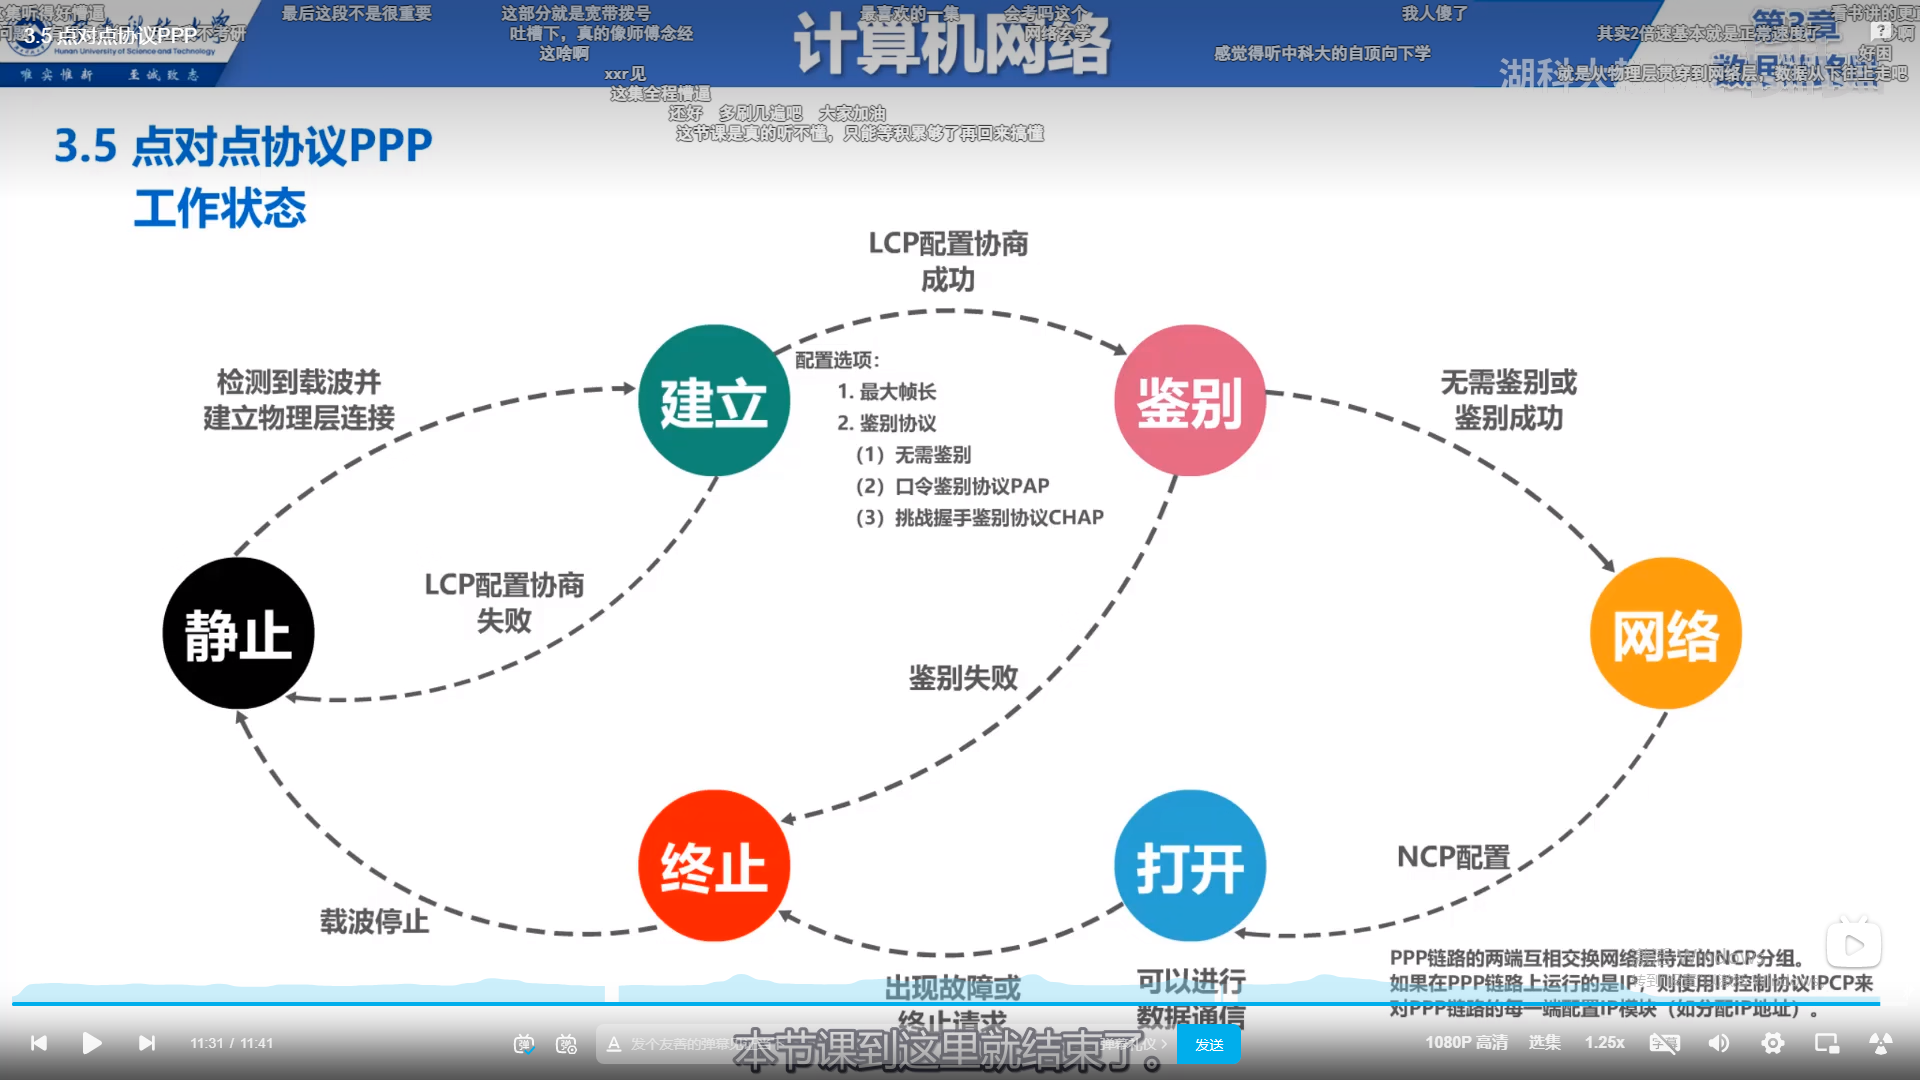 这集听得好懵逼
最后这段不是很重要
这部分就是宽带拨号
最喜欢的一集
会考吗这个
我人傻了
3.5 点对点协议PPP
不考研
吐槽下，真的像师傅念经
网络玄学
其实2倍速基本就是正常速度了
Hunan University of Science and Technology
计算机网络
第3章
这啥啊
感觉得听中科大的自顶向下学
好困
唯实惟新 至诚致志
xxr见
就是从物理层贯穿到网络层，数据从下往上走吧
这集全程懵逼
还好
多刷几遍吧
大家加油
这节课是真的听不懂，只能等积累够了再回来搞懂
3.5 点对点协议PPP
工作状态
LCP配置协商
成功
检测到载波并
建立物理层连接
建立
配置选项：
1. 最大帧长
2. 鉴别协议
（1）无需鉴别
（2）口令鉴别协议PAP
（3）挑战握手鉴别协议CHAP
鉴别
无需鉴别或
鉴别成功
静止
LCP配置协商
失败
鉴别失败
网络
终止
打开
NCP配置
载波停止
出现故障或
终止请求
可以进行
数据通信
PPP链路的两端互相交换网络层特定的NCP分组。
如果在PPP链路上运行的是IP，则使用IP控制协议IPCP来
对PPP链路的每一端配置IP模块（如分配IP地址）。
本节课到这里就结束了。
11:31 / 11:41
发个友善的弹幕见证当下
弹幕礼仪
发送
1080P 高清
选集
1.25x